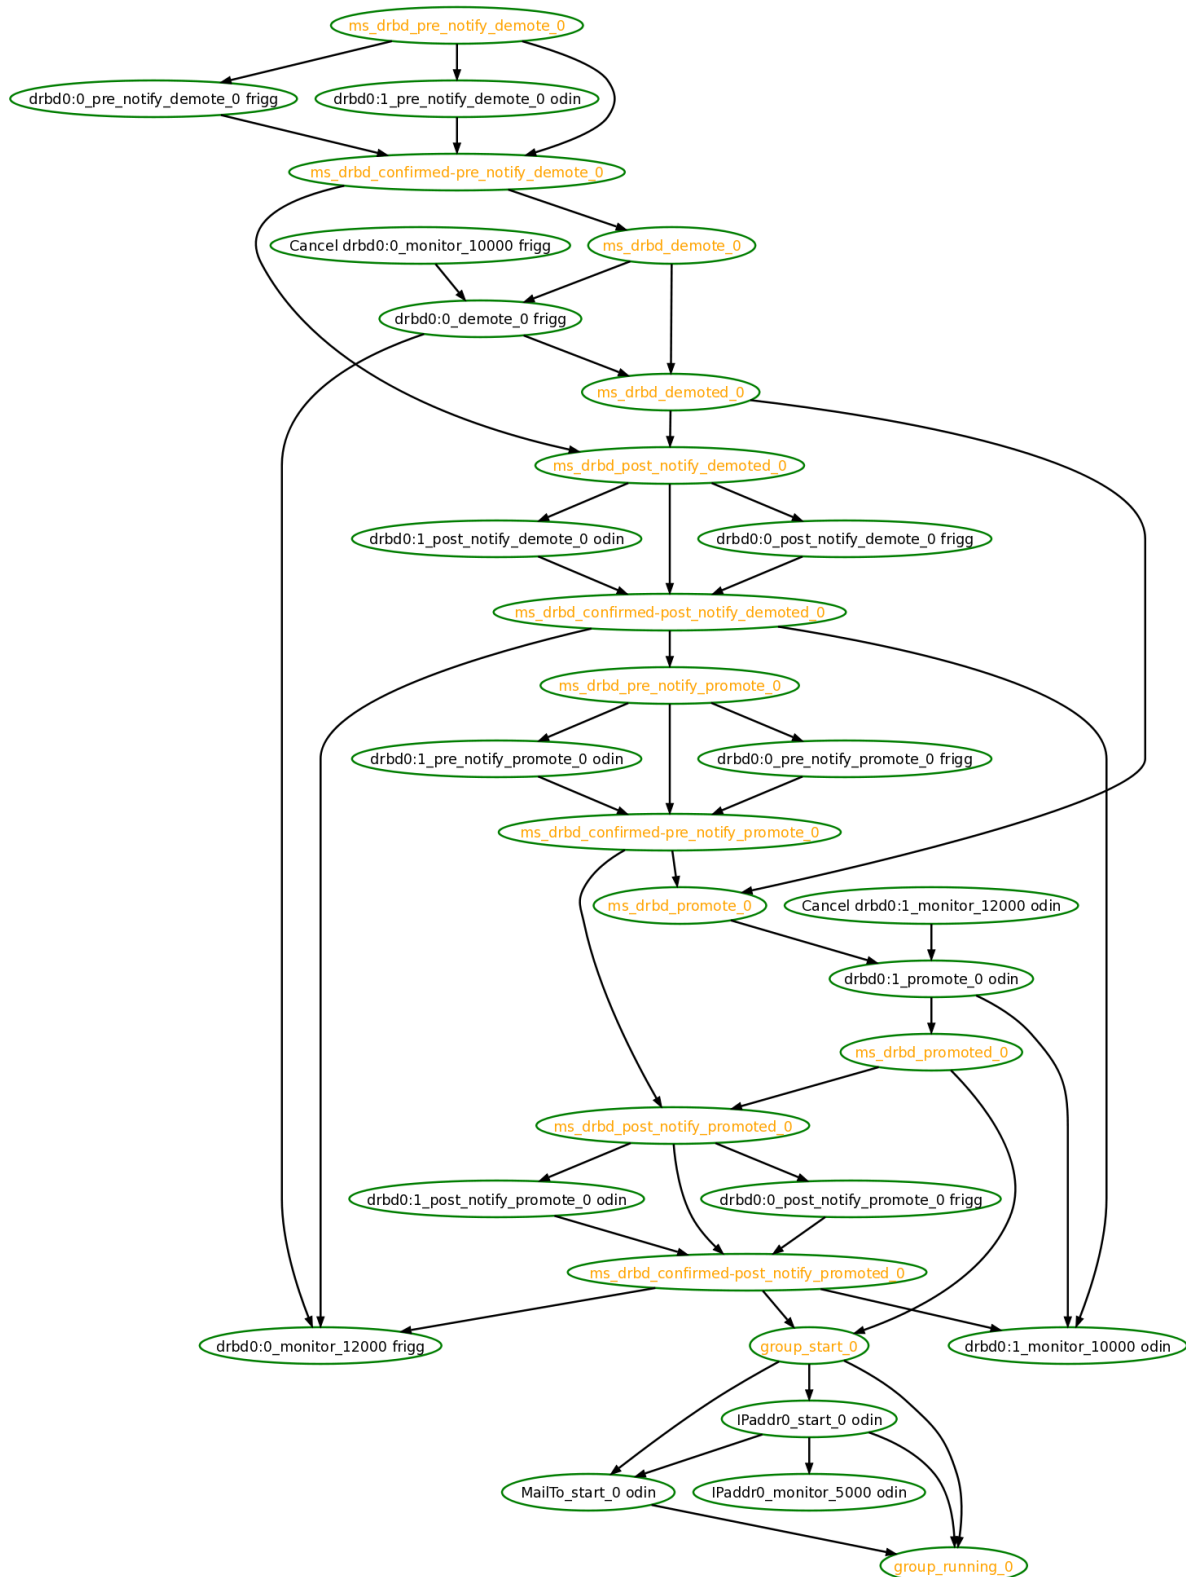 ms_drbd_pre_notify_demote_0
drbd0:0_pre_notify_demote_0 frigg
drbd0:1_pre_notify_demote_0 odin
ms_drbd_confirmed-pre_notify_demote_0
Cancel drbd0:0_monitor_10000 frigg
ms_drbd_demote_0
drbd0:0_demote_0 frigg
ms_drbd_demoted_0
ms_drbd_post_notify_demoted_0
drbd0:1_post_notify_demote_0 odin
drbd0:0_post_notify_demote_0 frigg
ms_drbd_confirmed-post_notify_demoted_0
ms_drbd_pre_notify_promote_0
drbd0:1_pre_notify_promote_0 odin
drbd0:0_pre_notify_promote_0 frigg
ms_drbd_confirmed-pre_notify_promote_0
ms_drbd_promote_0
Cancel drbd0:1_monitor_12000 odin
drbd0:1_promote_0 odin
ms_drbd_promoted_0
ms_drbd_post_notify_promoted_0
drbd0:1_post_notify_promote_0 odin
drbd0:0_post_notify_promote_0 frigg
ms_drbd_confirmed-post_notify_promoted_0
drbd0:0_monitor_12000 frigg
group_start_0
drbd0:1_monitor_10000 odin
IPaddr0_start_0 odin
MailTo_start_0 odin
IPaddr0_monitor_5000 odin
group_running_0